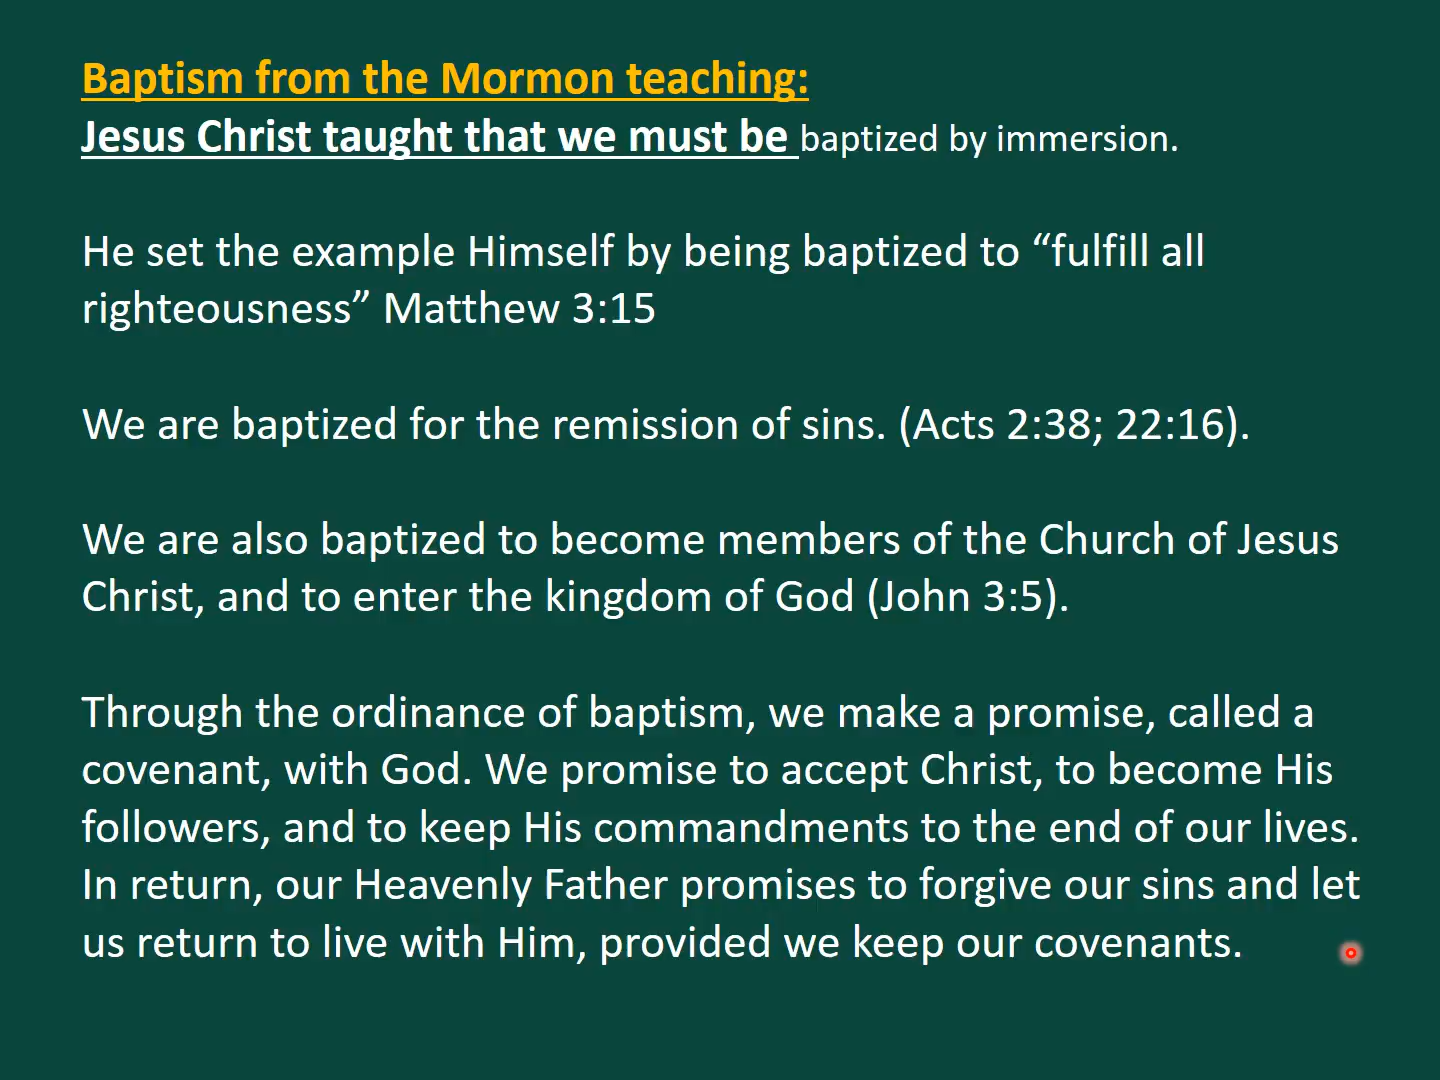 Baptism from the Mormon teaching:
Jesus Christ taught that we must be baptized by immersion.
He set the example Himself by being baptized to “fulfill all
righteousness” Matthew 3:15
We are baptized for the remission of sins. (Acts 2:38; 22:16).
We are also baptized to become members of the Church of Jesus
Christ, and to enter the kingdom of God (John 3:5).
Through the ordinance of baptism, we make a promise, called a
covenant, with God. We promise to accept Christ, to become His
followers, and to keep His commandments to the end of our lives.
In return, our Heavenly Father promises to forgive our sins and let
us return to live with Him, provided we keep our covenants.